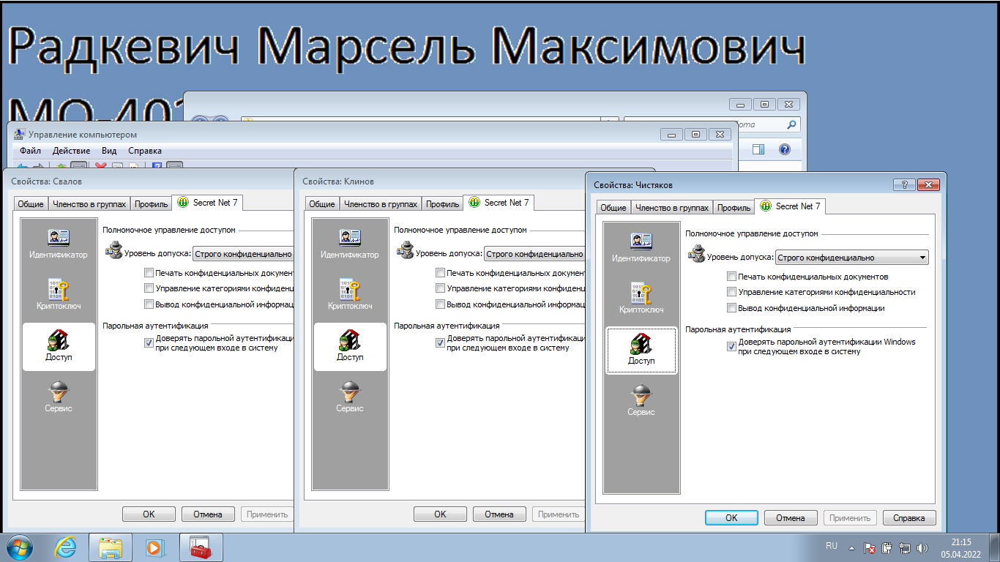 Радкевич Марсель Максимович
МО-401
бота
Управление компьютером
Файл Действие Вид Справка
Свойства: Свалов
Общие Членство в группах Профиль Secret Net 7
Идентификатор
Криптоключ
Доступ
Сервис
Полномочное управление доступом
Уровень допуска: Строго конфиденциально
Печать конфиденциальных документ
Управление категориями конфиденц
Вывод конфиденциальной информац
Парольная аутентификация
Доверять парольной аутентификаци
при следующем входе в систему
OK Отмена Применить
Свойства: Клинов
Общие Членство в группах Профиль Secret Net 7
Идентификатор
Криптоключ
Доступ
Сервис
Полномочное управление доступом
Уровень допуска: Строго конфиденциально
Печать конфиденциальных документ
Управление категориями конфиденц
Вывод конфиденциальной информац
Парольная аутентификация
Доверять парольной аутентификаци
при следующем входе в систему
OK Отмена Применить
Свойства: Чистяков
Общие Членство в группах Профиль Secret Net 7
Идентификатор
Криптоключ
Доступ
Сервис
Полномочное управление доступом
Уровень допуска: Строго конфиденциально
Печать конфиденциальных документов
Управление категориями конфиденциальности
Вывод конфиденциальной информации
Парольная аутентификация
Доверять парольной аутентификации Windows
при следующем входе в систему
OK Отмена Применить Справка
RU
21:15
05.04.2022